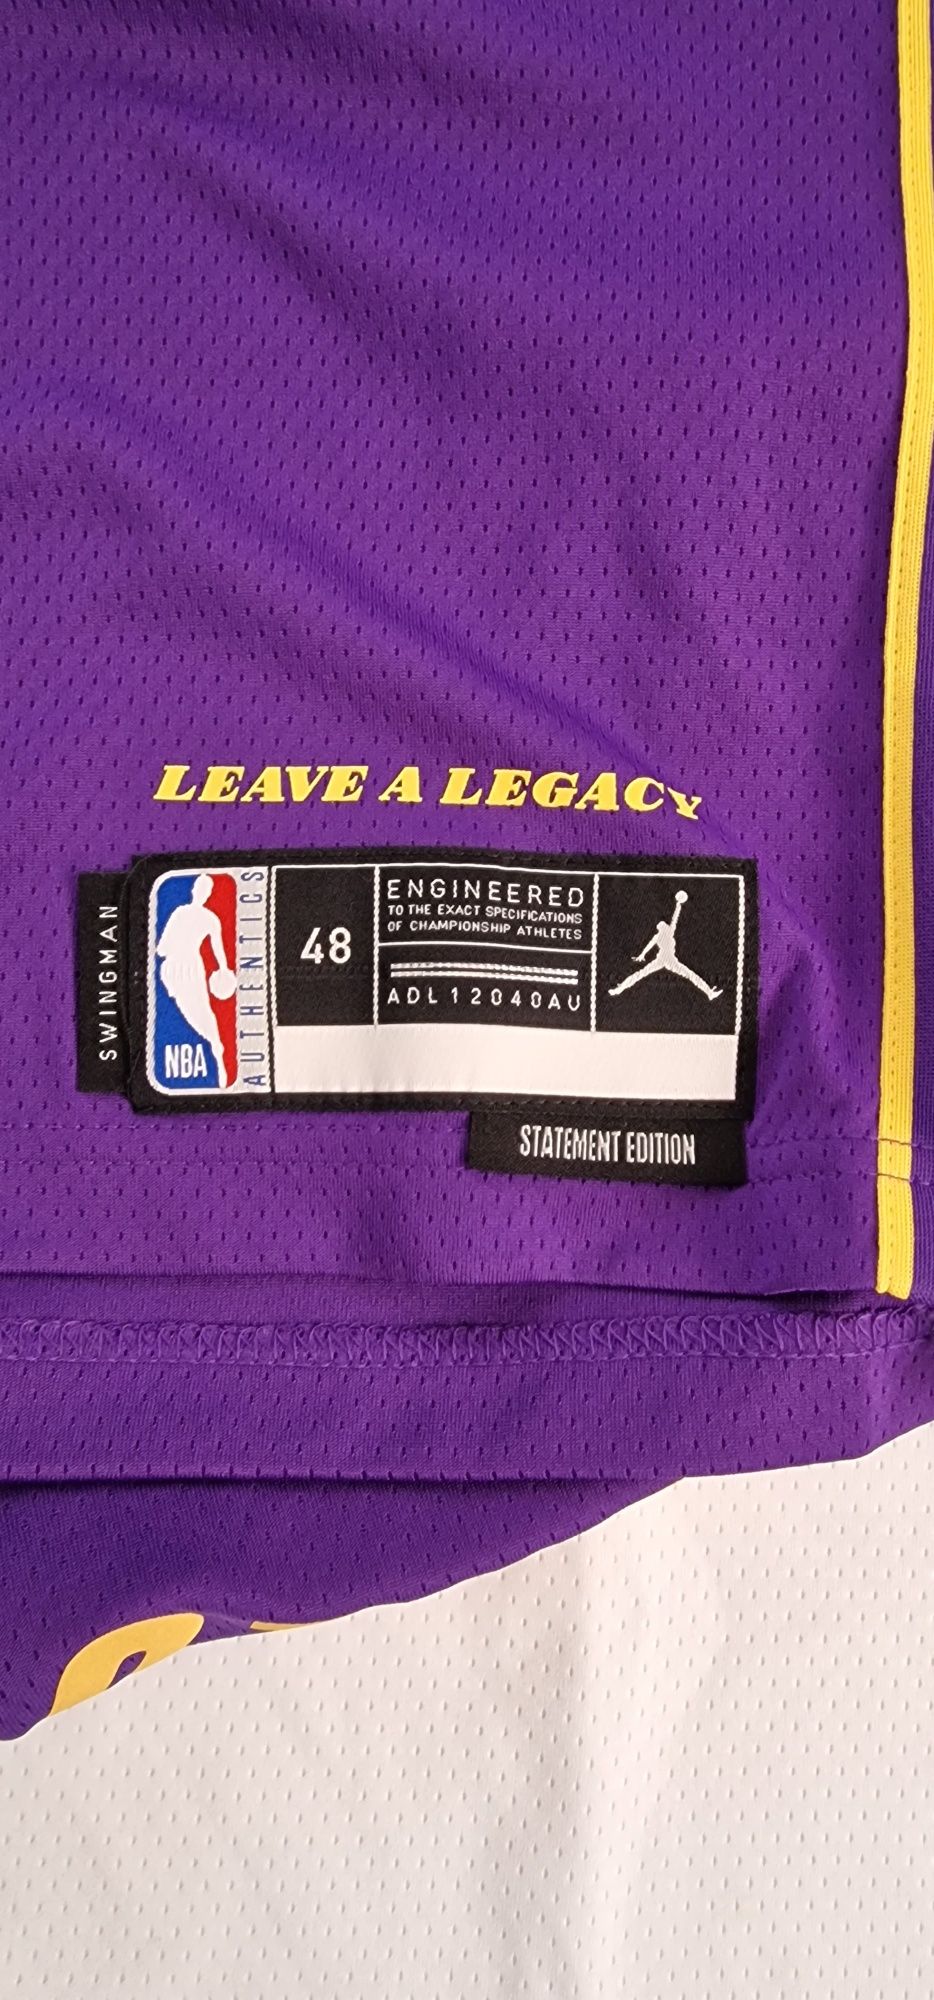 LEAVE A LEGACY
SWINGMAN
NBA
AUTHENTICS
48
ENGINEERED
TO THE EXACT SPECIFICATIONS
OF CHAMPIONSHIP ATHLETES
ADL12040AU
STATEMENT EDITION